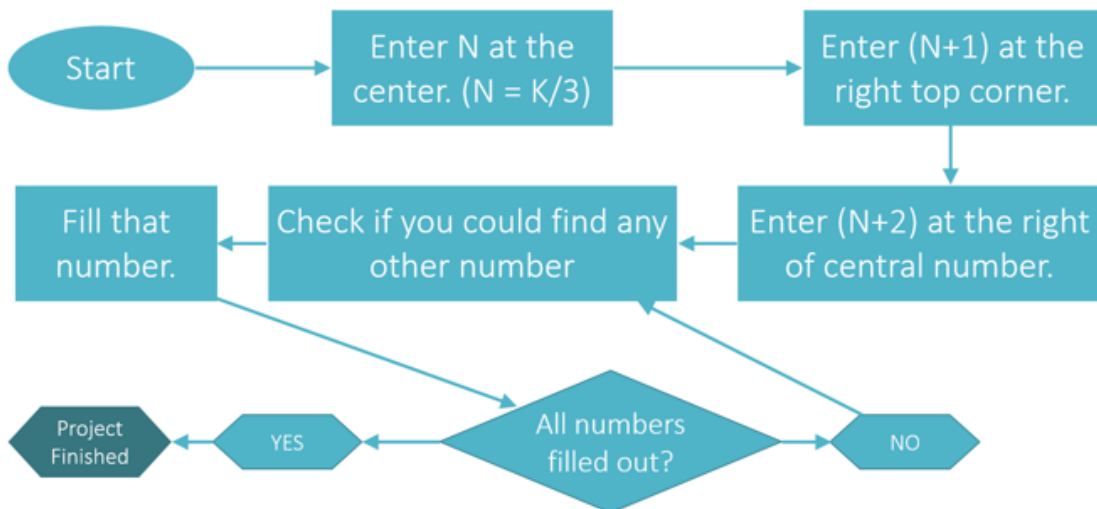 Start
Enter N at the
center. (N = K/3)
Enter (N+1) at the
right top corner.
Enter (N+2) at the right
of central number.
Check if you could find any
other number
Fill that
number.
All numbers
filled out?
YES
Project
Finished
NO